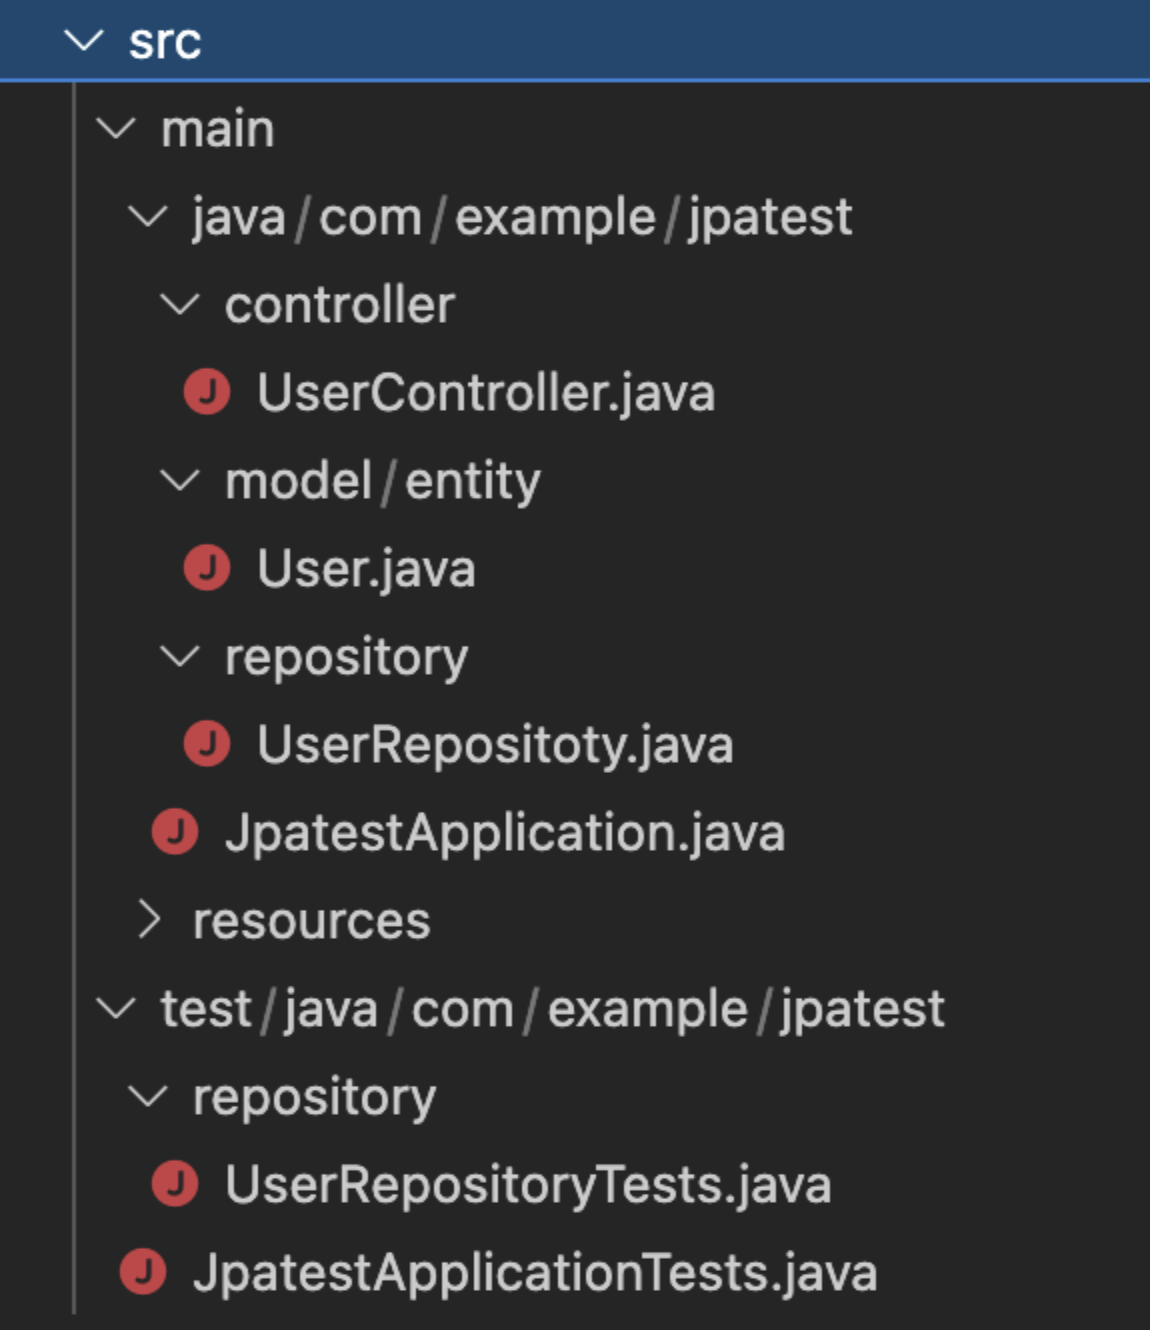 src
main
java/com/example/jpatest
controller
J UserController.java
model/entity
J User.java
repository
J UserRepositoty.java
J JpatestApplication.java
resources
test/java/com/example/jpatest
repository
J UserRepositoryTests.java
J JpatestApplicationTests.java